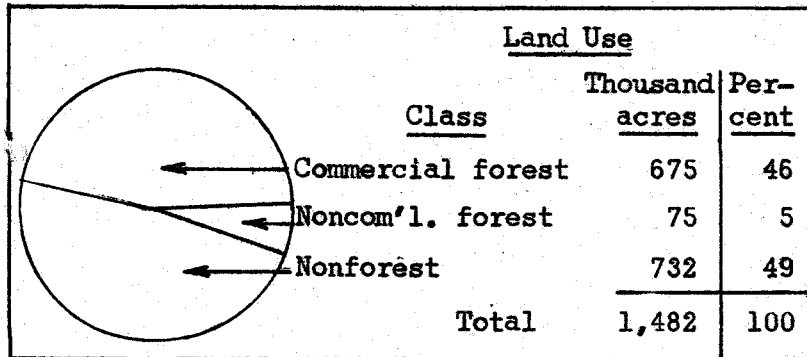 Land Use
Thousand Per-
Class acres cent
Commercial forest 675 46
Noncom'l. forest 75 5
Nonforest 732 49
Total 1,482 100